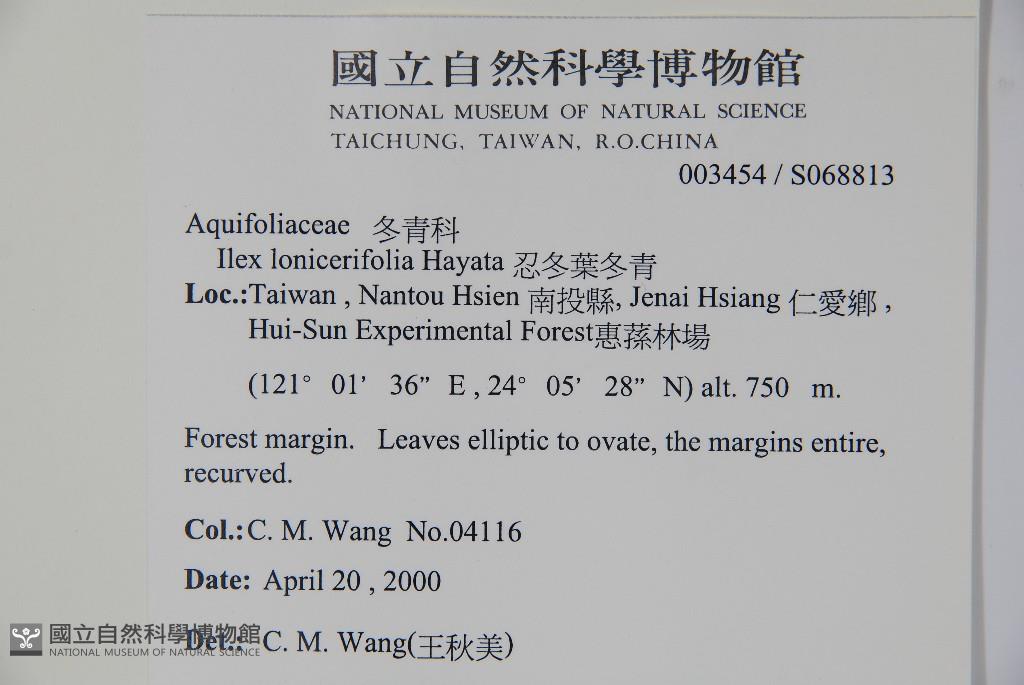 國立自然科學博物館
NATIONAL MUSEUM OF NATURAL SCIENCE
TAICHUNG, TAIWAN, R.O.CHINA
003454 / S068813
Aquifoliaceae 冬青科
Ilex lonicerifolia Hayata 忍冬葉冬青
Loc.:Taiwan , Nantou Hsien 南投縣, Jenai Hsiang 仁愛鄉 ,
Hui-Sun Experimental Forest惠蓀林場
(121° 01’ 36” E , 24° 05’ 28” N) alt. 750 m.
Forest margin. Leaves elliptic to ovate, the margins entire,
recurved.
Col.: C. M. Wang No.04116
Date: April 20 , 2000
Det.: C. M. Wang(王秋美)
國立自然科學博物館
NATIONAL MUSEUM OF NATURAL SCIENCE